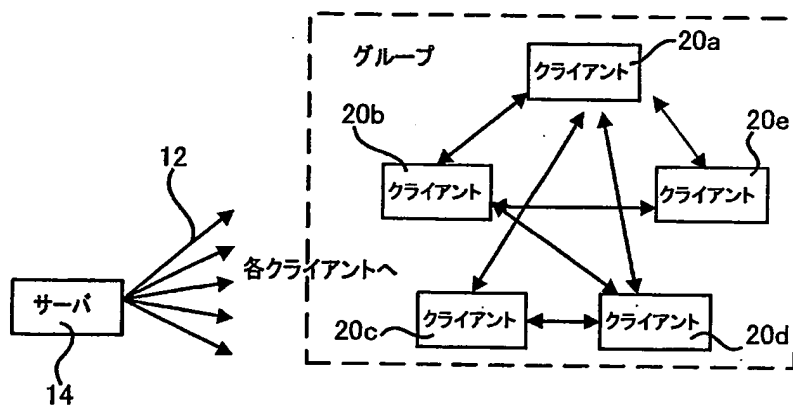 グループ
クライアント
20a
20b
クライアント
20e
クライアント
12
各クライアントへ
サーバ
14
20c
クライアント
クライアント
20d